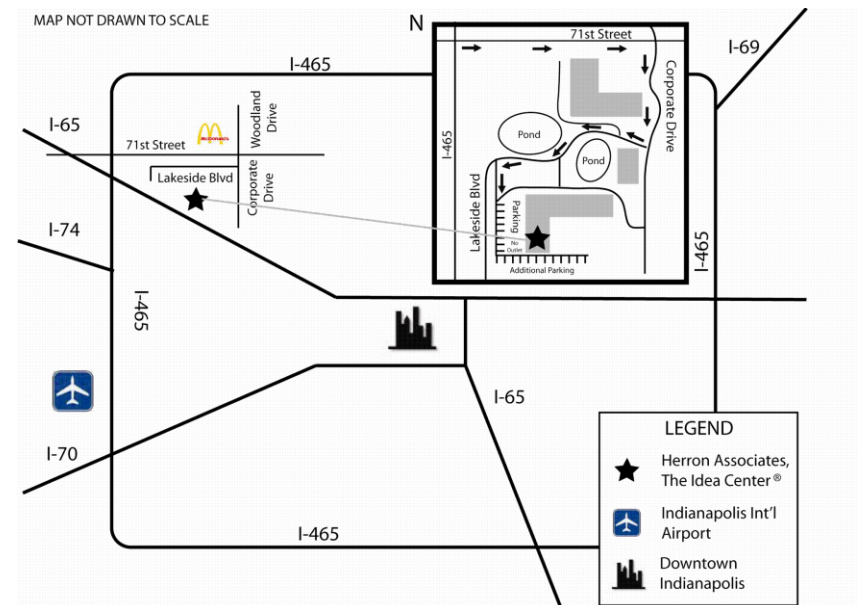 MAP NOT DRAWN TO SCALE
N
71st Street
I-69
I-465
Corporate Drive
I-65
Woodland
Drive
McDonald's
71st Street
Pond
I-465
Pond
Lakeside Blvd
Corporate
Drive
Parking
Lakeside Blvd
I-74
No
Outlet
I-465
Additional Parking
I-465
I-65
I-70
LEGEND
Herron Associates,
The Idea Center®
Indianapolis Int'l
Airport
I-465
Downtown
Indianapolis